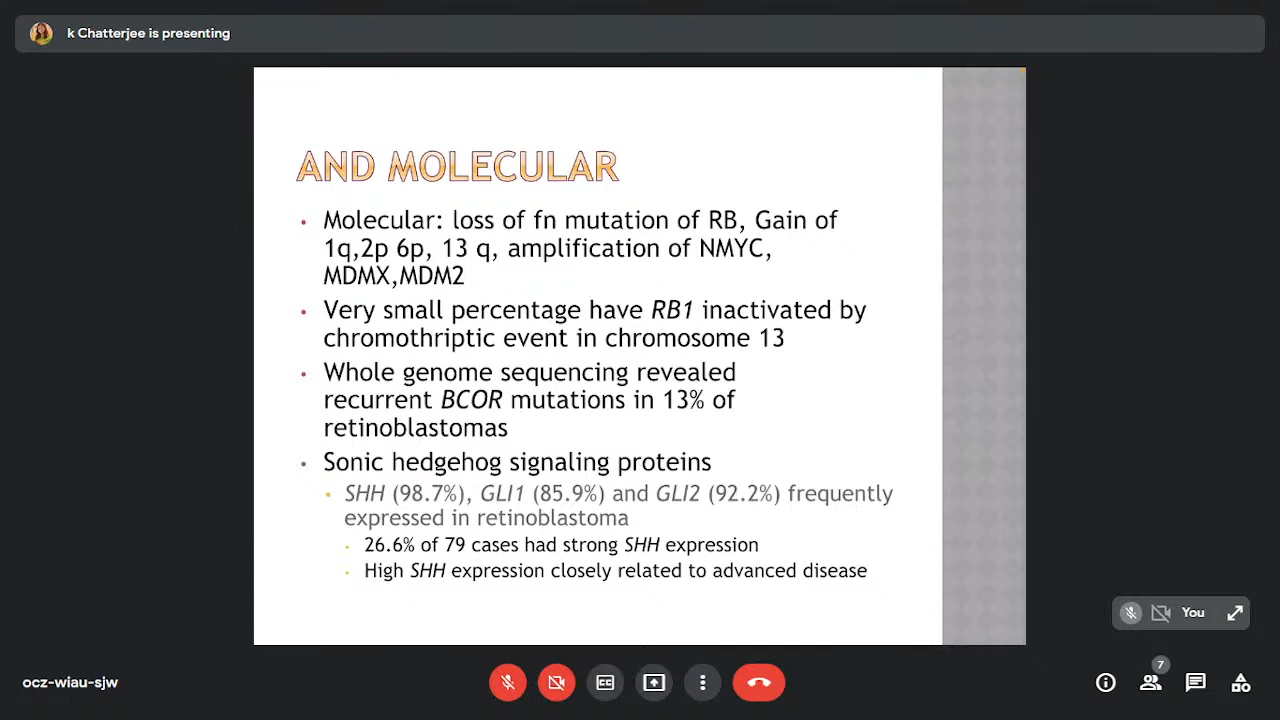 k Chatterjee is presenting
AND MOLECULAR
• Molecular: loss of fn mutation of RB, Gain of
1q,2p 6p, 13 q, amplification of NMYC,
MDMX,MDM2
• Very small percentage have RB1 inactivated by
chromothriptic event in chromosome 13
• Whole genome sequencing revealed
recurrent BCOR mutations in 13% of
retinoblastomas
• Sonic hedgehog signaling proteins
• SHH (98.7%), GLI1 (85.9%) and GLI2 (92.2%) frequently
expressed in retinoblastoma
• 26.6% of 79 cases had strong SHH expression
• High SHH expression closely related to advanced disease
You
ocz-wiau-sjw
CC
7